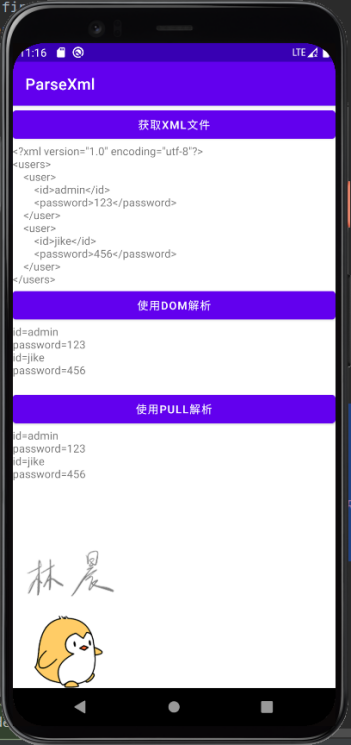 11:16
LTE
ParseXml
获取XML文件
<?xml version="1.0" encoding="utf-8"?>
<users>
<user>
<id>admin</id>
<password>123</password>
</user>
<user>
<id>jike</id>
<password>456</password>
</user>
</users>
使用DOM解析
id=admin
password=123
id=jike
password=456
使用PULL解析
id=admin
password=123
id=jike
password=456
林晨